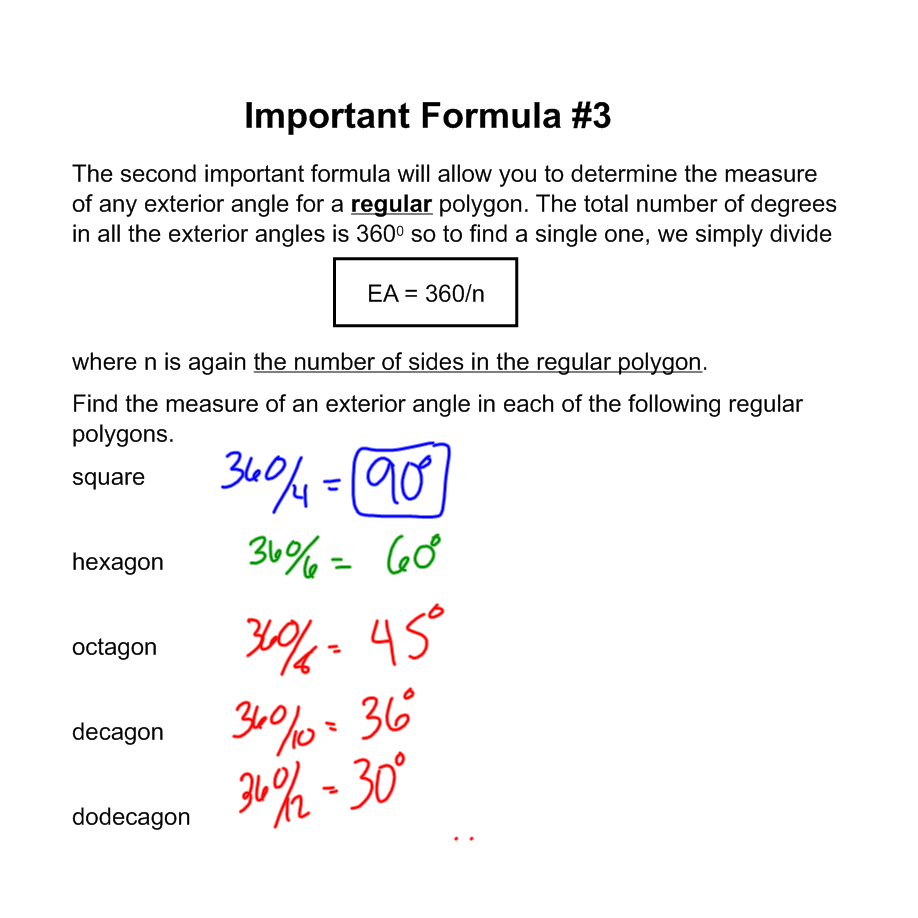 Important Formula #3
The second important formula will allow you to determine the measure
of any exterior angle for a regular polygon. The total number of degrees
in all the exterior angles is 360⁰ so to find a single one, we simply divide
EA = 360/n
where n is again the number of sides in the regular polygon.
Find the measure of an exterior angle in each of the following regular
polygons.
square 360/4 = 90°
hexagon 360/6 = 60°
octagon 360/8 = 45°
decagon 360/10 = 36°
dodecagon 360/12 = 30°